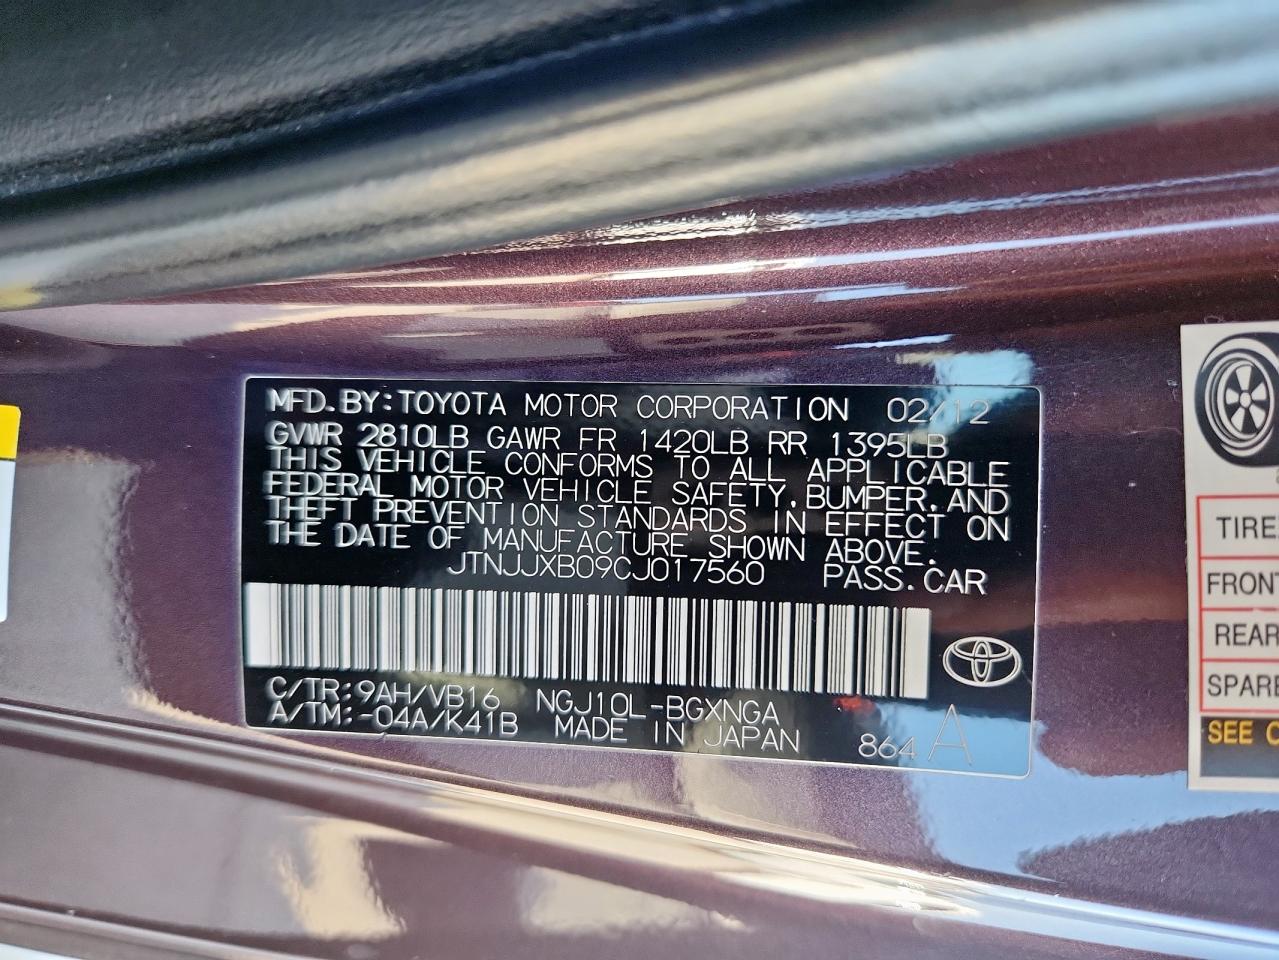 MFD.BY:TOYOTA MOTOR CORPORATION 02/12
GVWR 2810LB GAWR FR 1420LB RR 1395LB
THIS VEHICLE CONFORMS TO ALL APPLICABLE
FEDERAL MOTOR VEHICLE SAFETY,BUMPER,AND
THEFT PREVENTION STANDARDS IN EFFECT ON
THE DATE OF MANUFACTURE SHOWN ABOVE.
JTNJJXB09CJ017560 PASS.CAR
C/TR:9AH/VB16 NGJ10L-BGXNGA
A/TM:-04A/K41B MADE IN JAPAN 864 A
TIRE
FRONT
REAR
SPARE
SEE